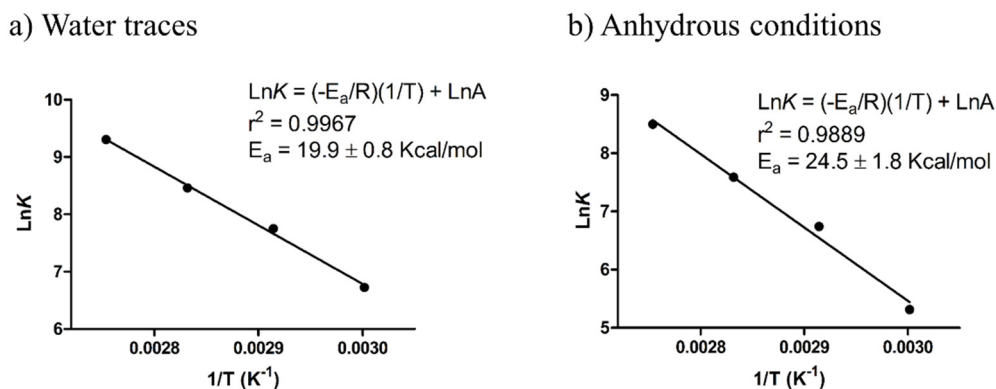 a) Water traces
LnK = (-Ea/R)(1/T) + LnA
r² = 0.9967
Ea = 19.9 ± 0.8 Kcal/mol
10
9
8
7
6
LnK
0.0028
0.0029
0.0030
1/T (K⁻¹)
b) Anhydrous conditions
LnK = (-Ea/R)(1/T) + LnA
r² = 0.9889
Ea = 24.5 ± 1.8 Kcal/mol
9
8
7
6
5
LnK
0.0028
0.0029
0.0030
1/T (K⁻¹)